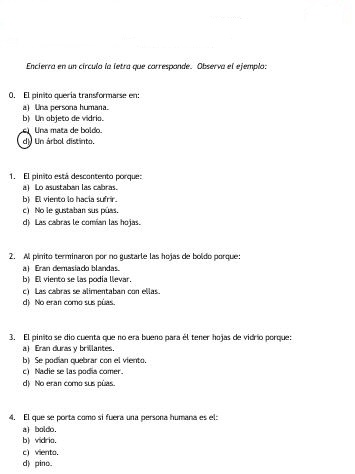 Encierra en un círculo la letra que corresponde. Observa el ejemplo:
0. El pinito quería transformarse en:
a) Una persona humana.
b) Un objeto de vidrio.
c) Una mata de boldo.
d) Un árbol distinto.
1. El pinito está descontento porque:
a) Lo asustaban las cabras.
b) El viento lo hacía sufrir.
c) No le gustaban sus púas.
d) Las cabras le comían las hojas.
2. Al pinito terminaron por no gustarle las hojas de boldo porque:
a) Eran demasiado blandas.
b) El viento se las podía llevar.
c) Las cabras se alimentaban con ellas.
d) No eran como sus púas.
3. El pinito se dio cuenta que no era bueno para él tener hojas de vidrio porque:
a) Eran duras y brillantes.
b) Se podían quebrar con el viento.
c) Nadie se las podía comer.
d) No eran como sus púas.
4. El que se porta como si fuera una persona humana es el:
a) boldo.
b) vidrio.
c) viento.
d) pino.